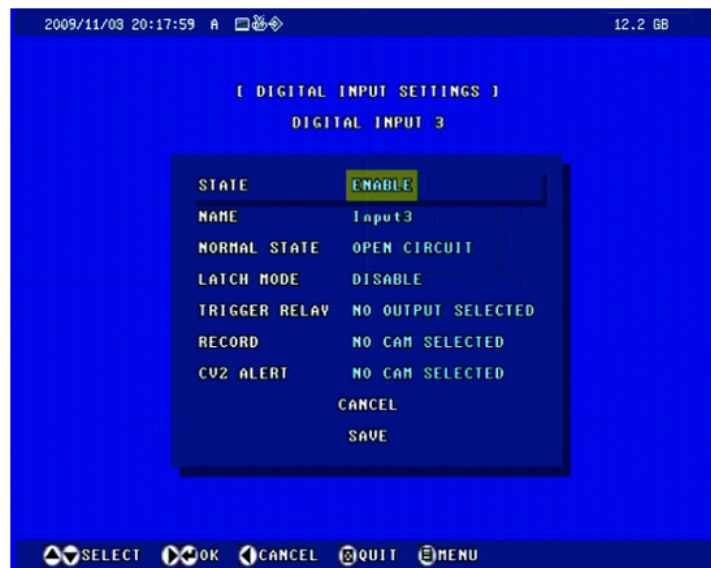 2009/11/03 20:17:59 A 12.2 GB
[ DIGITAL INPUT SETTINGS ]
DIGITAL INPUT 3
STATE ENABLE
NAME Input3
NORMAL STATE OPEN CIRCUIT
LATCH MODE DISABLE
TRIGGER RELAY NO OUTPUT SELECTED
RECORD NO CAM SELECTED
CV2 ALERT NO CAM SELECTED
CANCEL
SAVE
SELECT OK CANCEL QUIT MENU